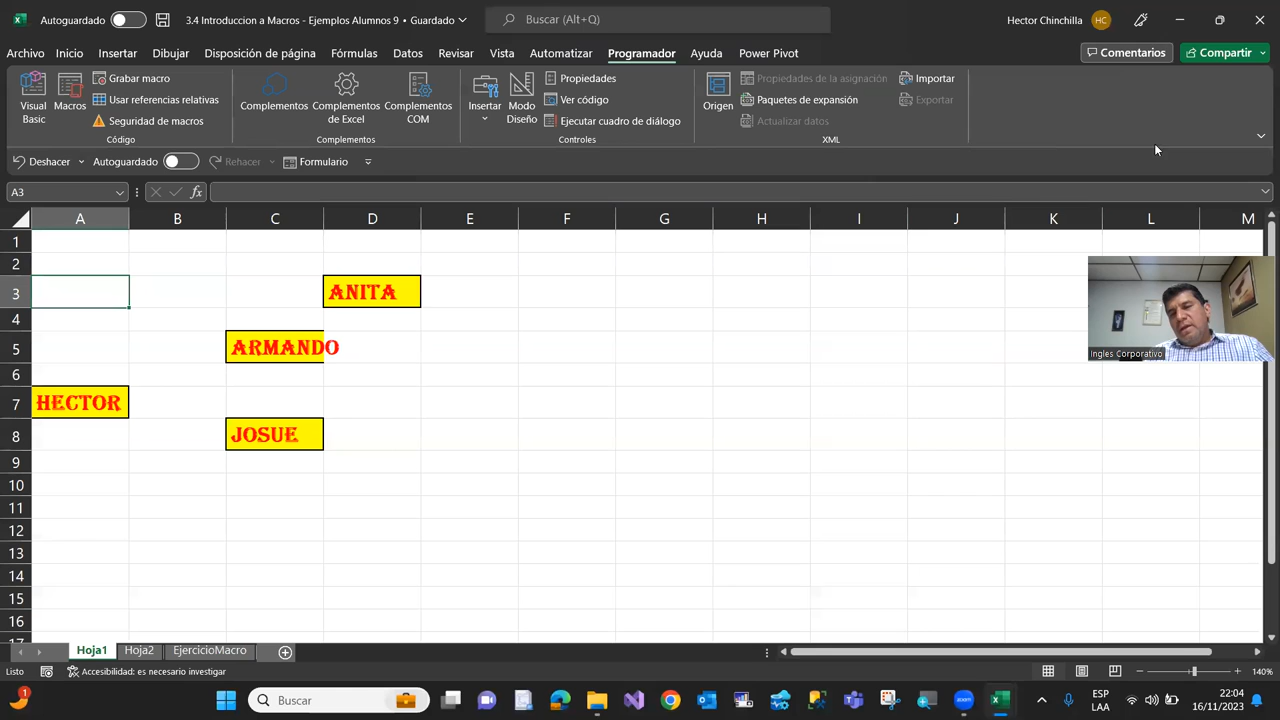 Autoguardado
3.4 Introduccion a Macros - Ejemplos Alumnos 9 • Guardado
Buscar (Alt+Q)
Hector Chinchilla
HC
Archivo Inicio Insertar Dibujar Disposición de página Fórmulas Datos Revisar Vista Automatizar Programador Ayuda Power Pivot
Comentarios
Compartir
Visual Basic
Macros
Grabar macro
Usar referencias relativas
Seguridad de macros
Código
Complementos
Complementos de Excel
Complementos COM
Complementos
Insertar
Modo Diseño
Propiedades
Ver código
Ejecutar cuadro de diálogo
Controles
Origen
Propiedades de la asignación
Paquetes de expansión
Actualizar datos
Importar
Exportar
XML
Deshacer Autoguardado Rehacer Formulario
A3 fx
A B C D E F G H I J K L M
1
2
3 ANITA
4
5 ARMANDO
6
7 HECTOR
8 JOSUE
9
10
11
12
13
14
15
16
17
Ingles Corporativo
Hoja1 Hoja2 EjercicioMacro
Listo Accesibilidad: es necesario investigar 140%
1
Buscar
ESP
LAA
22:04
16/11/2023